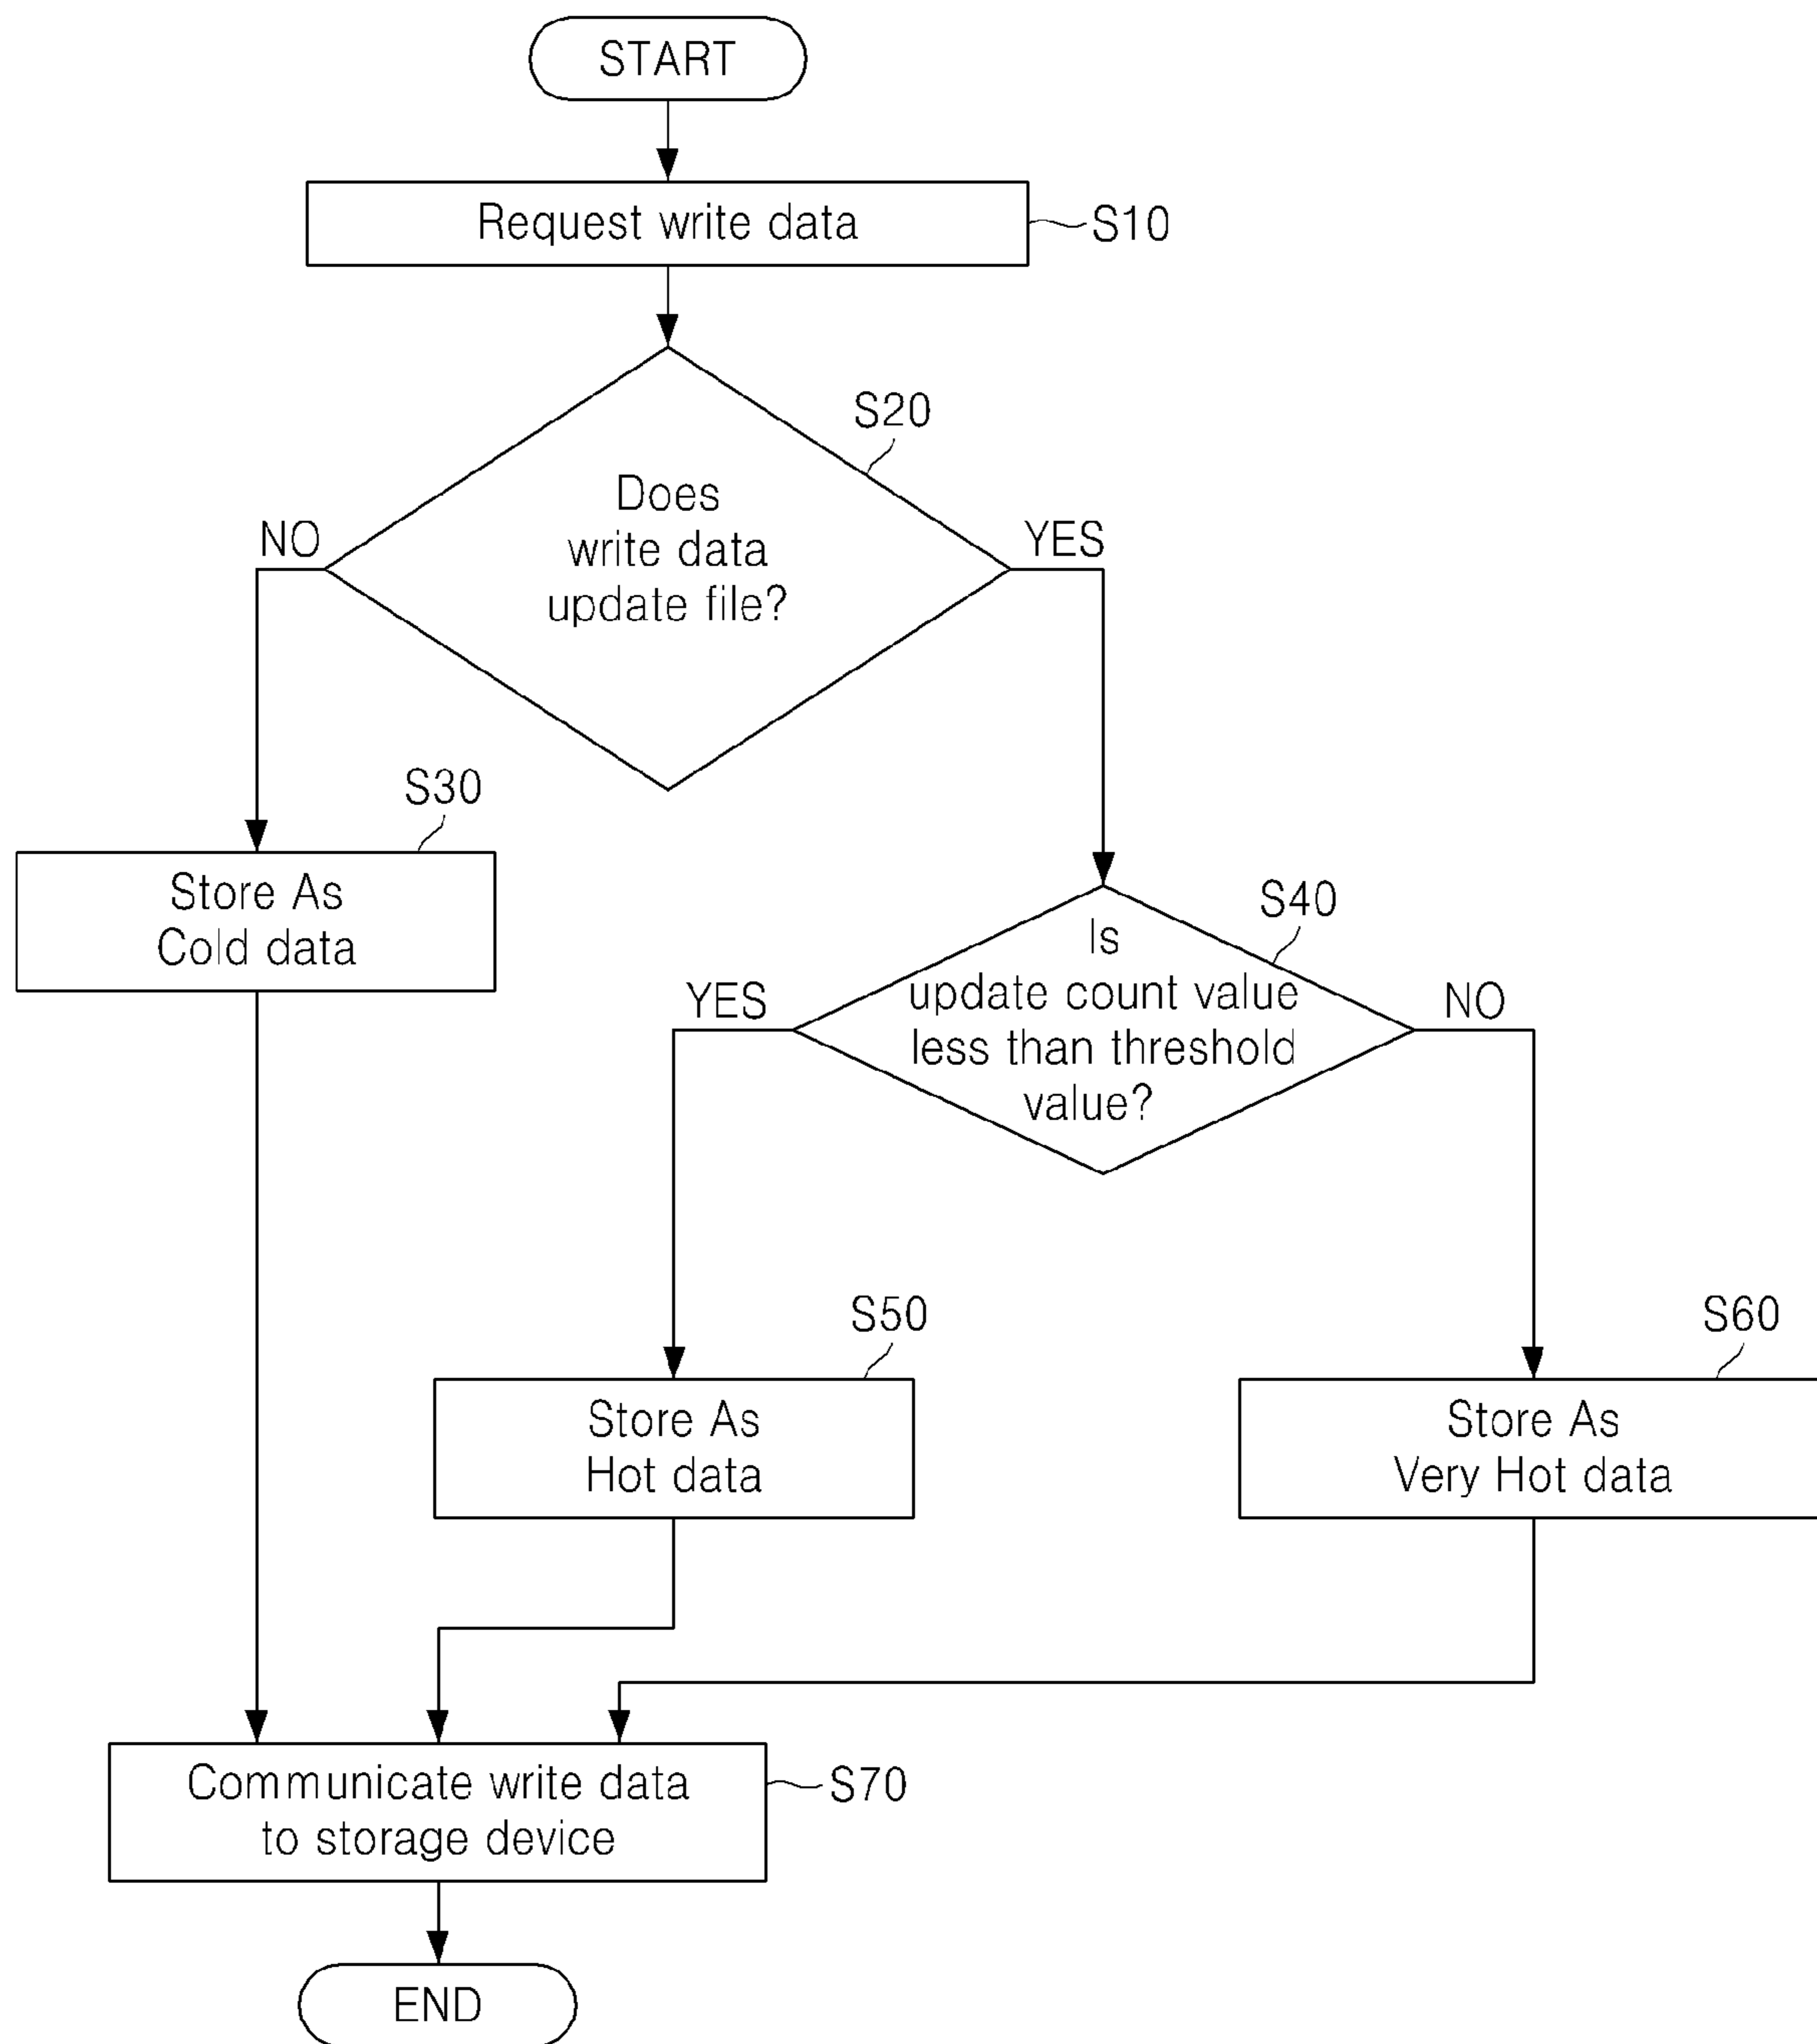 START
Request write data
S10
S20
Does
write data
update file?
NO
YES
S30
Store As
Cold data
S40
Is
update count value
less than threshold
value?
YES
NO
S50
Store As
Hot data
S60
Store As
Very Hot data
Communicate write data
to storage device
S70
END